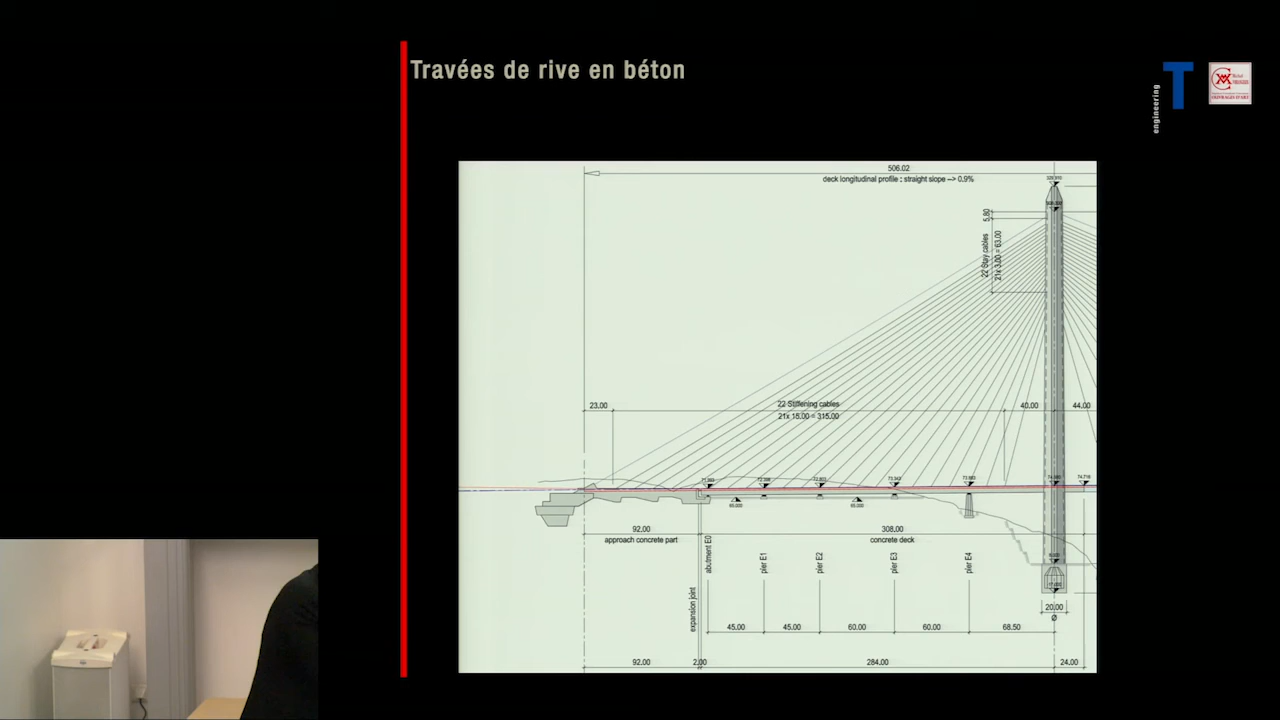 Travées de rive en béton
engineering
T
506.02
deck longitudinal profile : straight slope --> 0.9%
5.80
22 Stay cables
21x 3.00 = 63.00
23.00
22 Stiffening cables
21x 15.00 = 315.00
40.00
44.00
65.000
65.000
92.00
approach concrete part
308.00
concrete deck
abutment E0
pier E1
pier E2
pier E3
pier E4
expansion joint
20.00
Ø
45.00
45.00
60.00
60.00
68.50
92.00
2.00
284.00
24.00